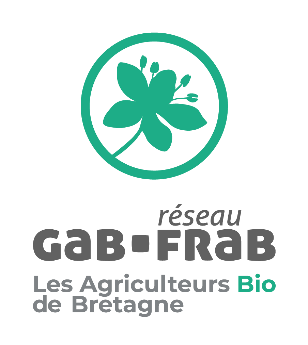 réseau
GaB·FRaB
Les Agriculteurs Bio
de Bretagne